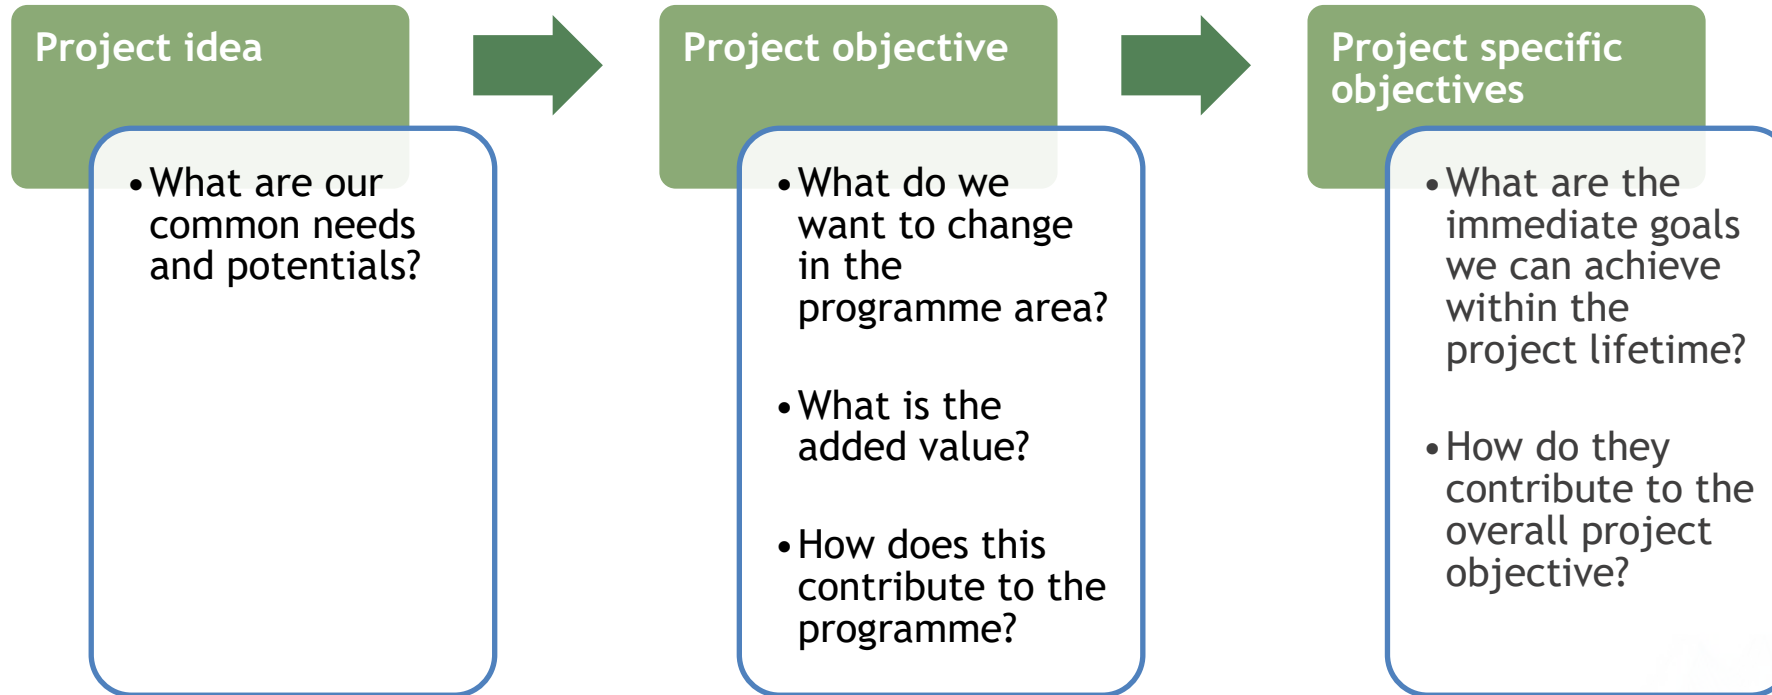 Project idea
•What are our
common needs
and potentials?
Project objective
•What do we
want to change
in the
programme area?
•What is the
added value?
•How does this
contribute to the
programme?
Project specific
objectives
•What are the
immediate goals
we can achieve
within the
project lifetime?
•How do they
contribute to the
overall project
objective?